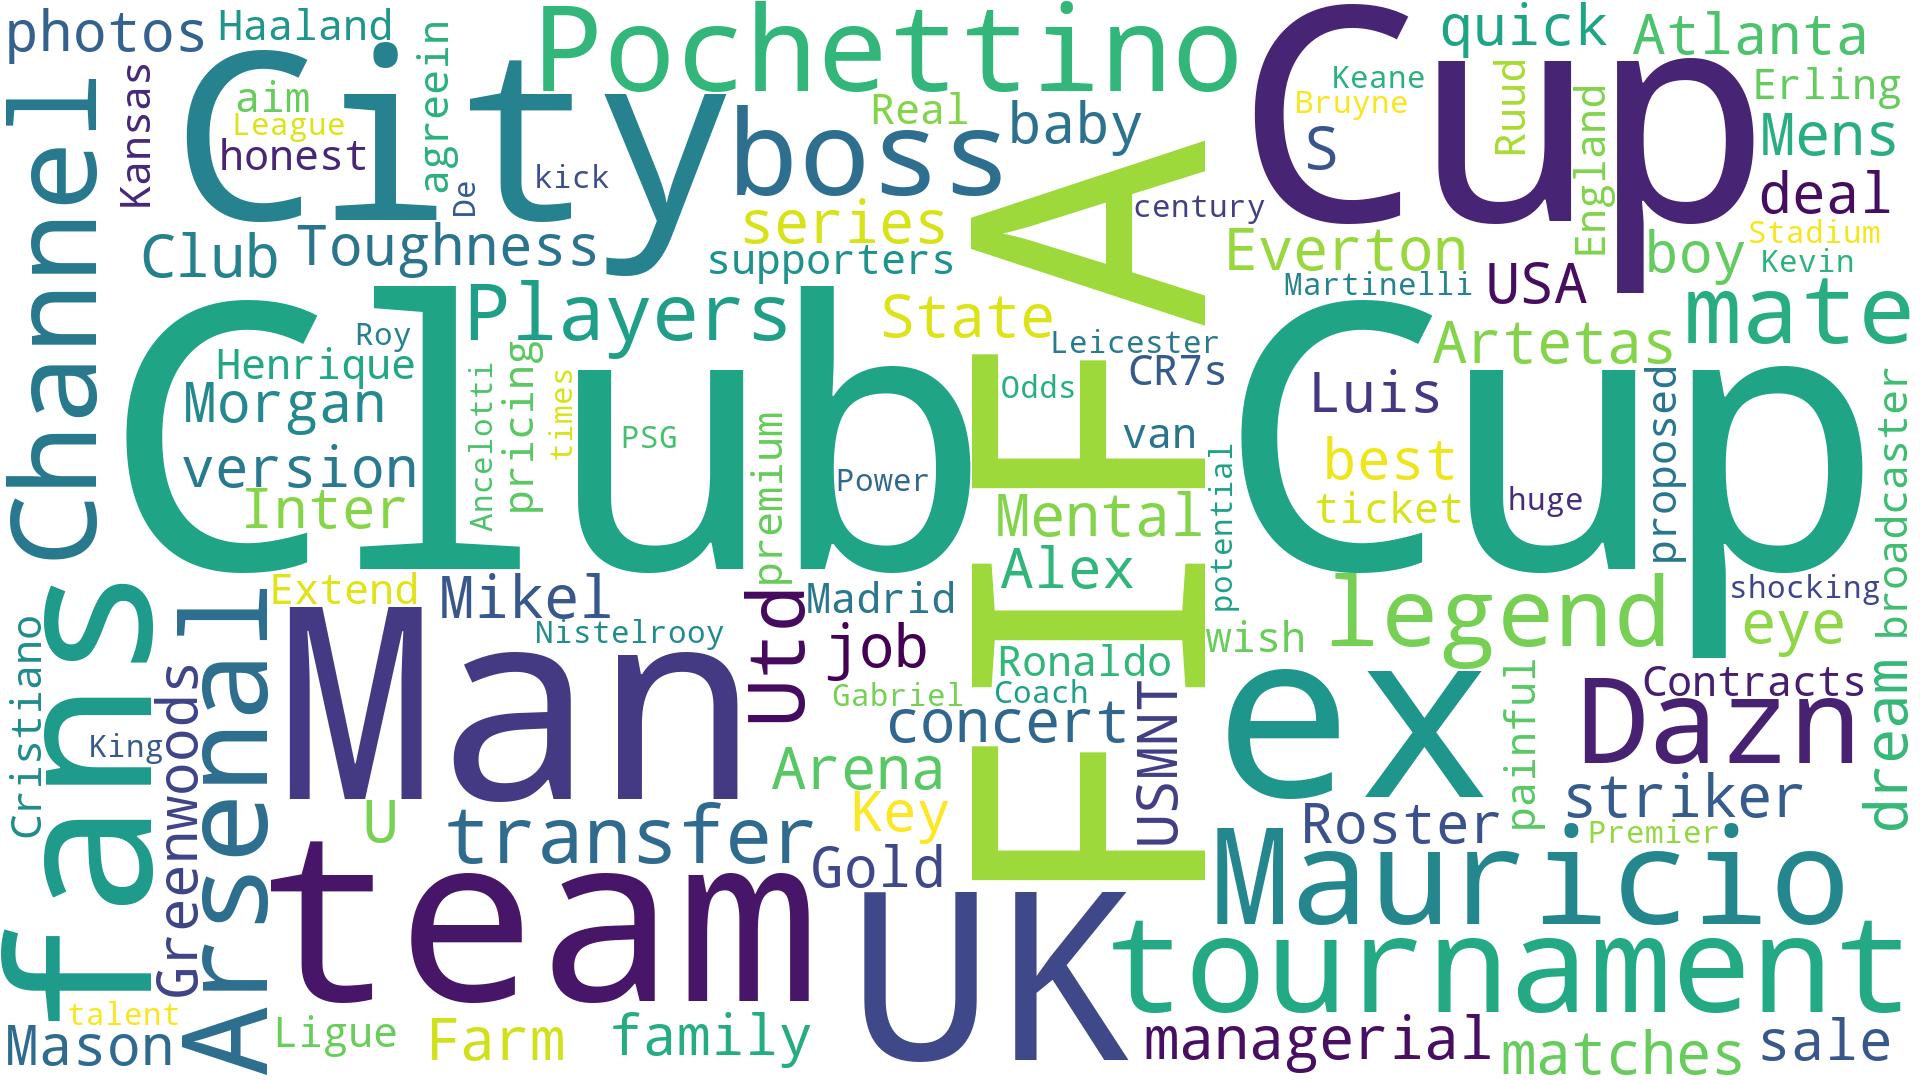 photos
Haaland
Pochettino
Cup
quick
Atlanta
Channel
Kansas
City
aim
League
honest
agreein
De
kick
boss
Real
baby
Keane
Bruyne
S
Ruud
England
Erling
Mens
deal
Stadium
Kevin
boy
century
Everton
series
supporters
Club
Toughness
FIFA
Martinelli
USA
mate
Artetas
Players
State
Leicester
CR7s
Odds
van
Luis
best
ticket
huge
proposed
broadcaster
Club
Cup
Roy
Henrique
Morgan
version
Inter
Ancelotti
pricing
times
PSG
premium
Power
Mental
Alex
potential
fans
Cristiano
King
Greenwoods
Arsenal
Extend
Mikel
Nistelrooy
Man
Utd
Madrid
job
Gabriel
Ronaldo
Coach
concert
USMNT
wish
legend
shocking
eye
ex
painful
Dazn
Contracts
dream
striker
Arena
Key
Gold
U
transfer
Roster
Premier
Mauricio
team
UK
tournament
talent
Mason
Ligue
Farm
family
managerial
matches
sale